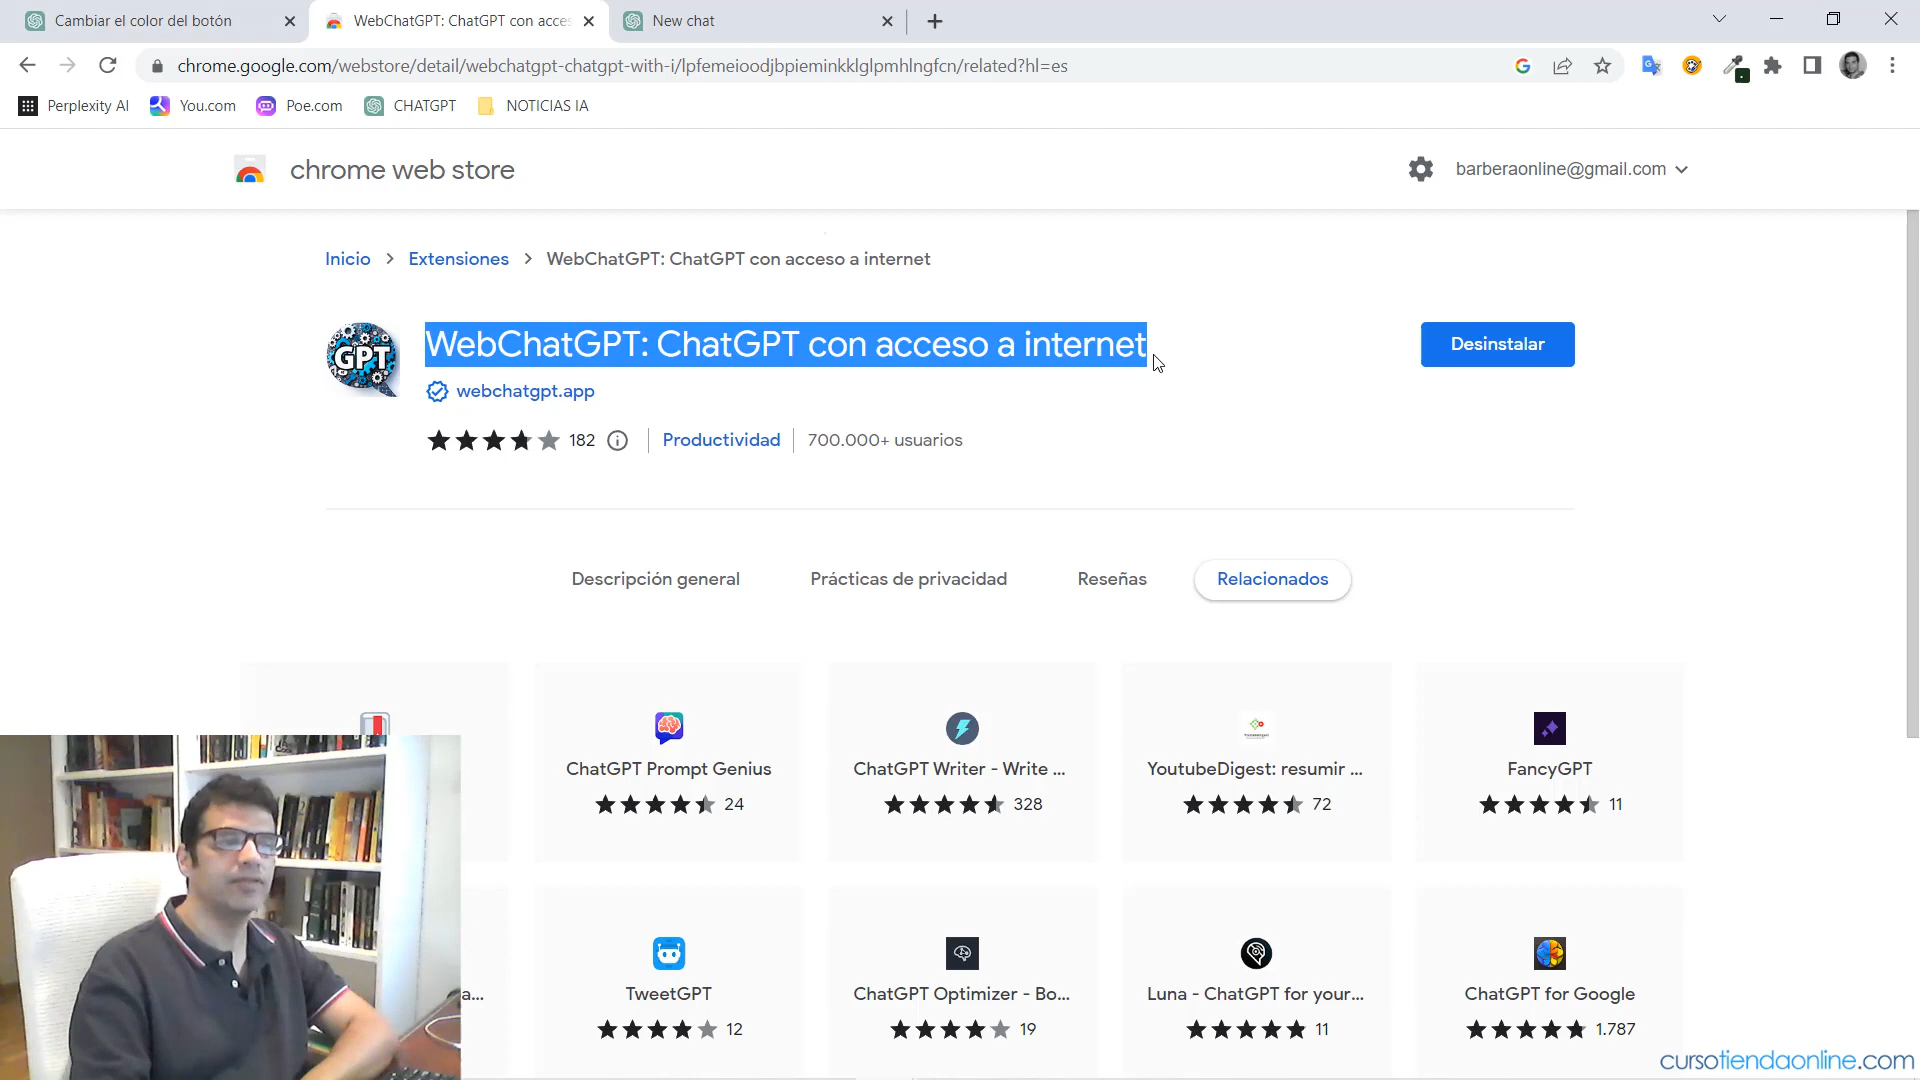 Cambiar el color del botón
WebChatGPT: ChatGPT con acce
New chat
chrome.google.com/webstore/detail/webchatgpt-chatgpt-with-i/lpfemeioodjbpieminkklglpmhlngfcn/related?hl=es
Perplexity AI
You.com
Poe.com
CHATGPT
NOTICIAS IA
chrome web store
barberaonline@gmail.com
Inicio
Extensiones
WebChatGPT: ChatGPT con acceso a internet
GPT
WebChatGPT: ChatGPT con acceso a internet
Desinstalar
webchatgpt.app
182
Productividad
700.000+ usuarios
Descripción general
Prácticas de privacidad
Reseñas
Relacionados
ChatGPT Prompt Genius
ChatGPT Writer - Write ...
YoutubeDigest: resumir ...
FancyGPT
24
328
72
11
a...
TweetGPT
ChatGPT Optimizer - Bo...
Luna - ChatGPT for your...
ChatGPT for Google
12
19
11
1.787
cursotiendaonline.com